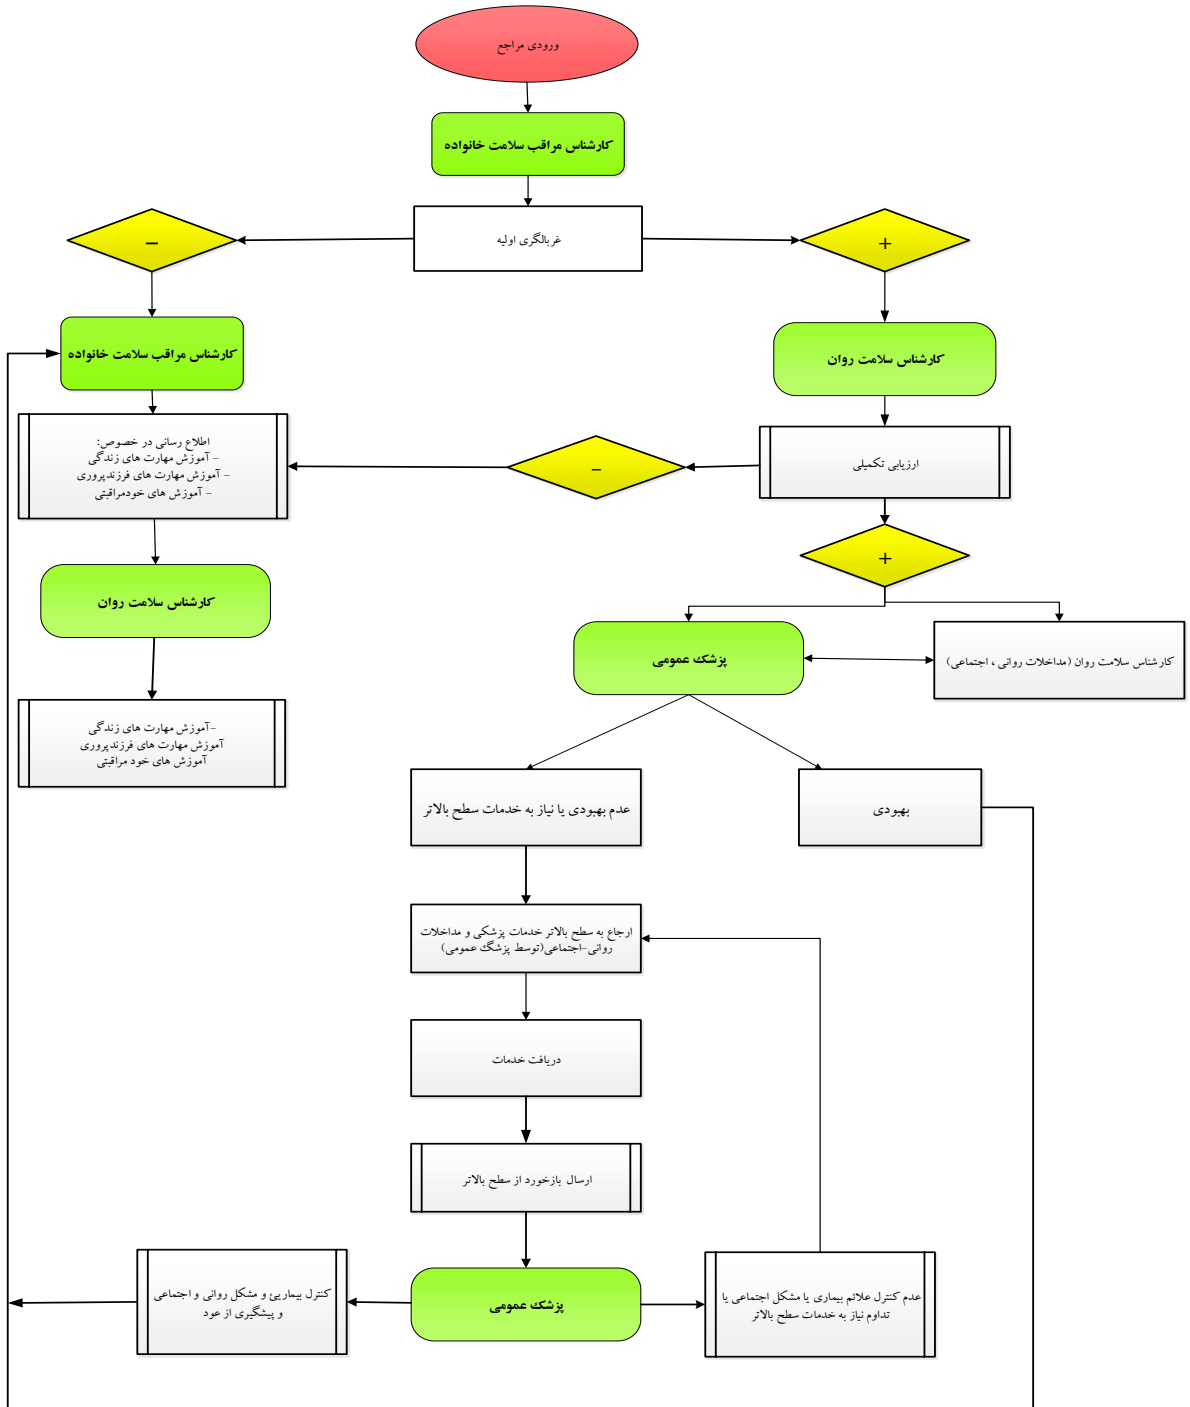 ورودی مراجع
کارشناس مراقب سلامت خانواده
غربالگری اولیه
+
–
کارشناس مراقب سلامت خانواده
کارشناس سلامت روان
اطلاع رسانی در خصوص:
– آموزش مهارت های زندگی
– آموزش مهارت های فرزندپروری
– آموزش های خودمراقبتی
ارزیابی تکمیلی
–
+
کارشناس سلامت روان
پزشک عمومی
کارشناس سلامت روان (مداخلات روانی ، اجتماعی)
–آموزش مهارت های زندگی
آموزش مهارت های فرزندپروری
آموزش های خود مراقبتی
بهبودی
عدم بهبودی یا نیاز به خدمات سطح بالاتر
ارجاع به سطح بالاتر خدمات پزشکی و مداخلات
روانی–اجتماعی(توسط پزشگ عمومی)
دریافت خدمات
ارسال بازخورد از سطح بالاتر
عدم کنترل علائم بیماری یا مشکل اجتماعی یا
تداوم نیاز به خدمات سطح بالاتر
پزشک عمومی
کنترل بیماریئ و مشکل روانی و اجتماعی
و پیشگیری از عود